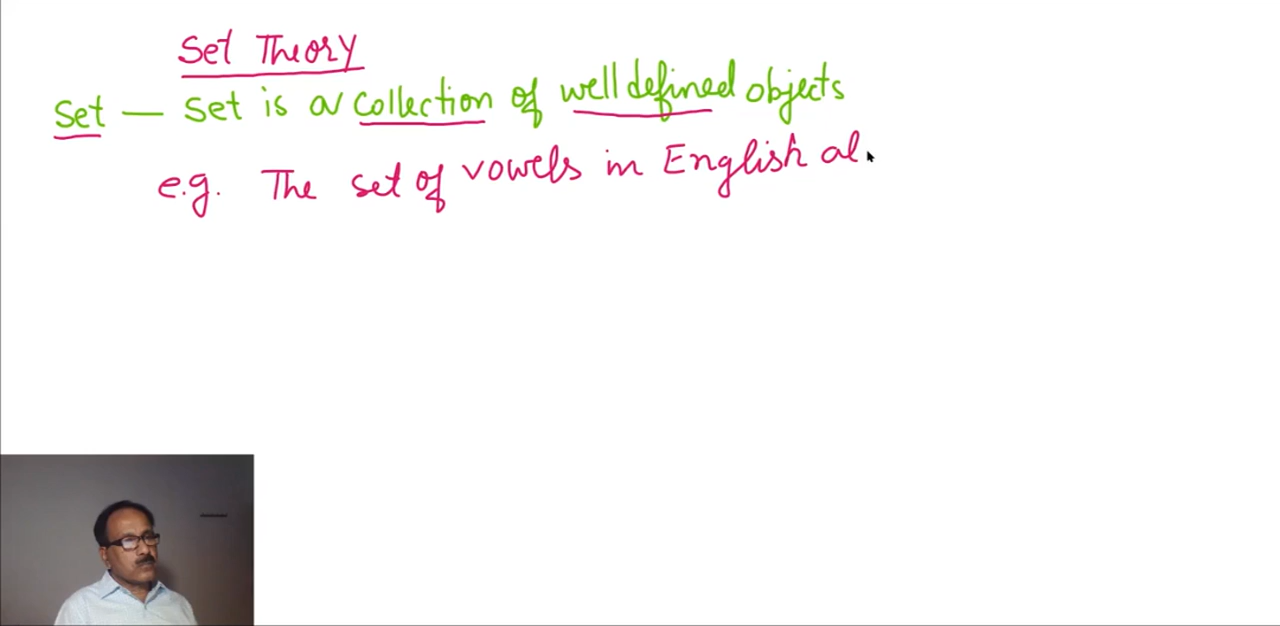 Set Theory
Set — Set is a collection of well defined objects
e.g. The set of vowels in English al